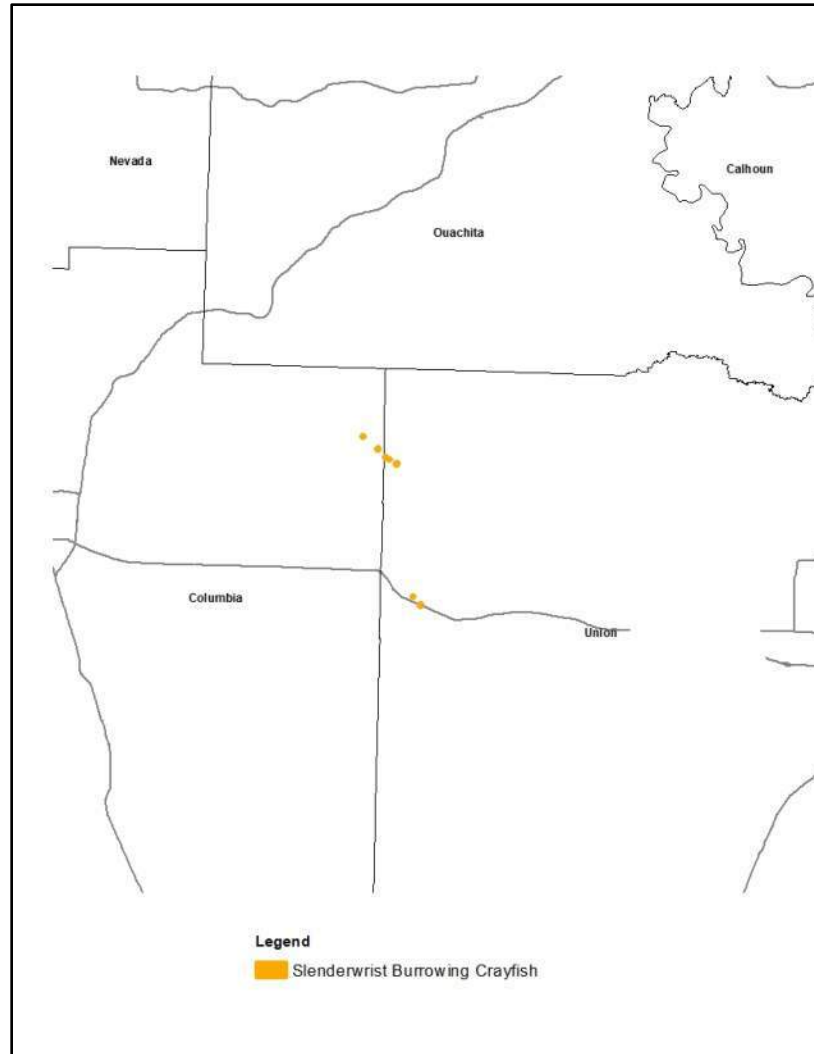 Nevada
Calhoun
Ouachita
Columbia
Union
Legend
Slenderwrist Burrowing Crayfish